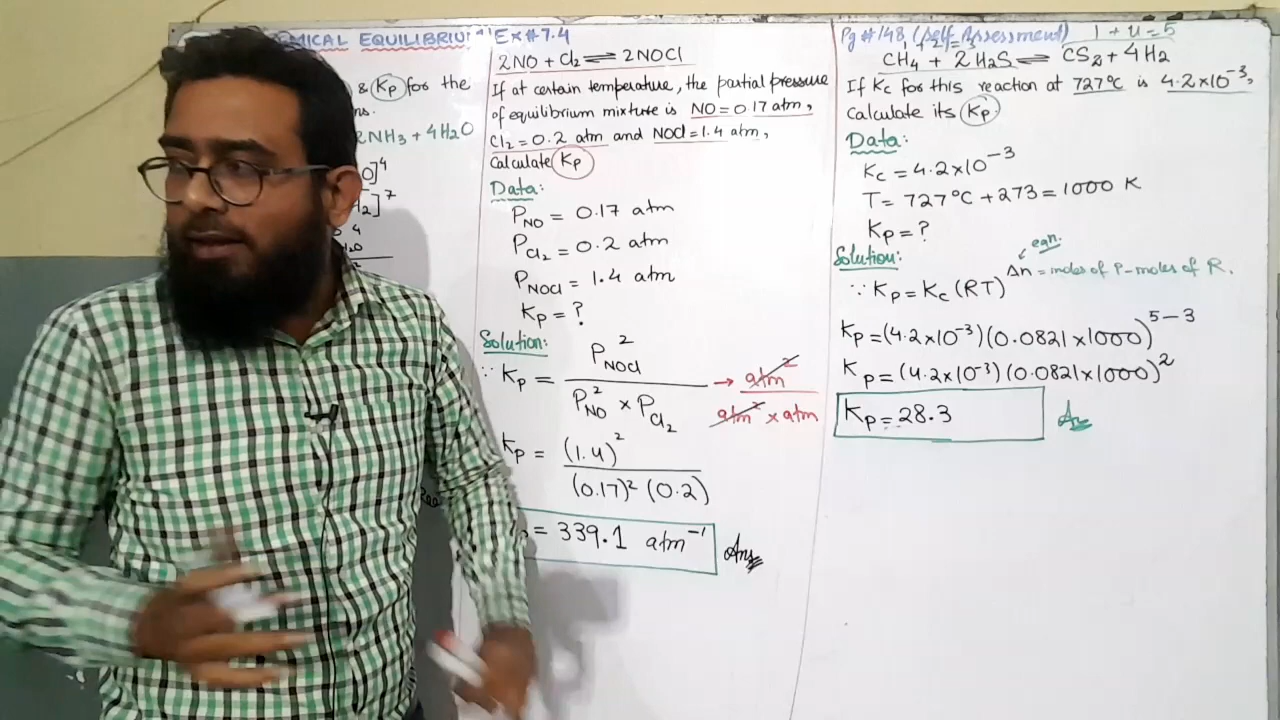 EMICAL EQUILIBRIU
& Kp for the
2NH3 + 4H2O
Ex#7.4
2NO + Cl2 ⇌ 2NOCl
If at certain temperature, the partial pressure
of equilibrium mixture is NO=0.17 atm,
Cl2=0.2 atm and NOCl=1.4 atm,
Calculate Kp
Data:
PNO = 0.17 atm
PCl2 = 0.2 atm
PNOCl = 1.4 atm
Kp = ?
Solution:
∵ Kp = P²NOCl / P²NO × PCl2 → atm² / atm² × atm
Kp = (1.4)² / (0.17)² (0.2)
= 339.1 atm⁻¹ Ans
Pg#148, (Self Assessment) 1+4=5
1+2=3
CH4 + 2H2S ⇌ CS2 + 4H2
If Kc for this reaction at 727°C is 4.2×10⁻³,
Calculate its Kp
Data:
Kc = 4.2×10⁻³
T = 727°C + 273 = 1000 K
Kp = ?
Solution: eqn.
∵ Kp = Kc (RT)^Δn = moles of P - moles of R.
Kp = (4.2×10⁻³)(0.0821×1000)⁵⁻³
Kp = (4.2×10⁻³)(0.0821×1000)²
Kp = 28.3 Ans